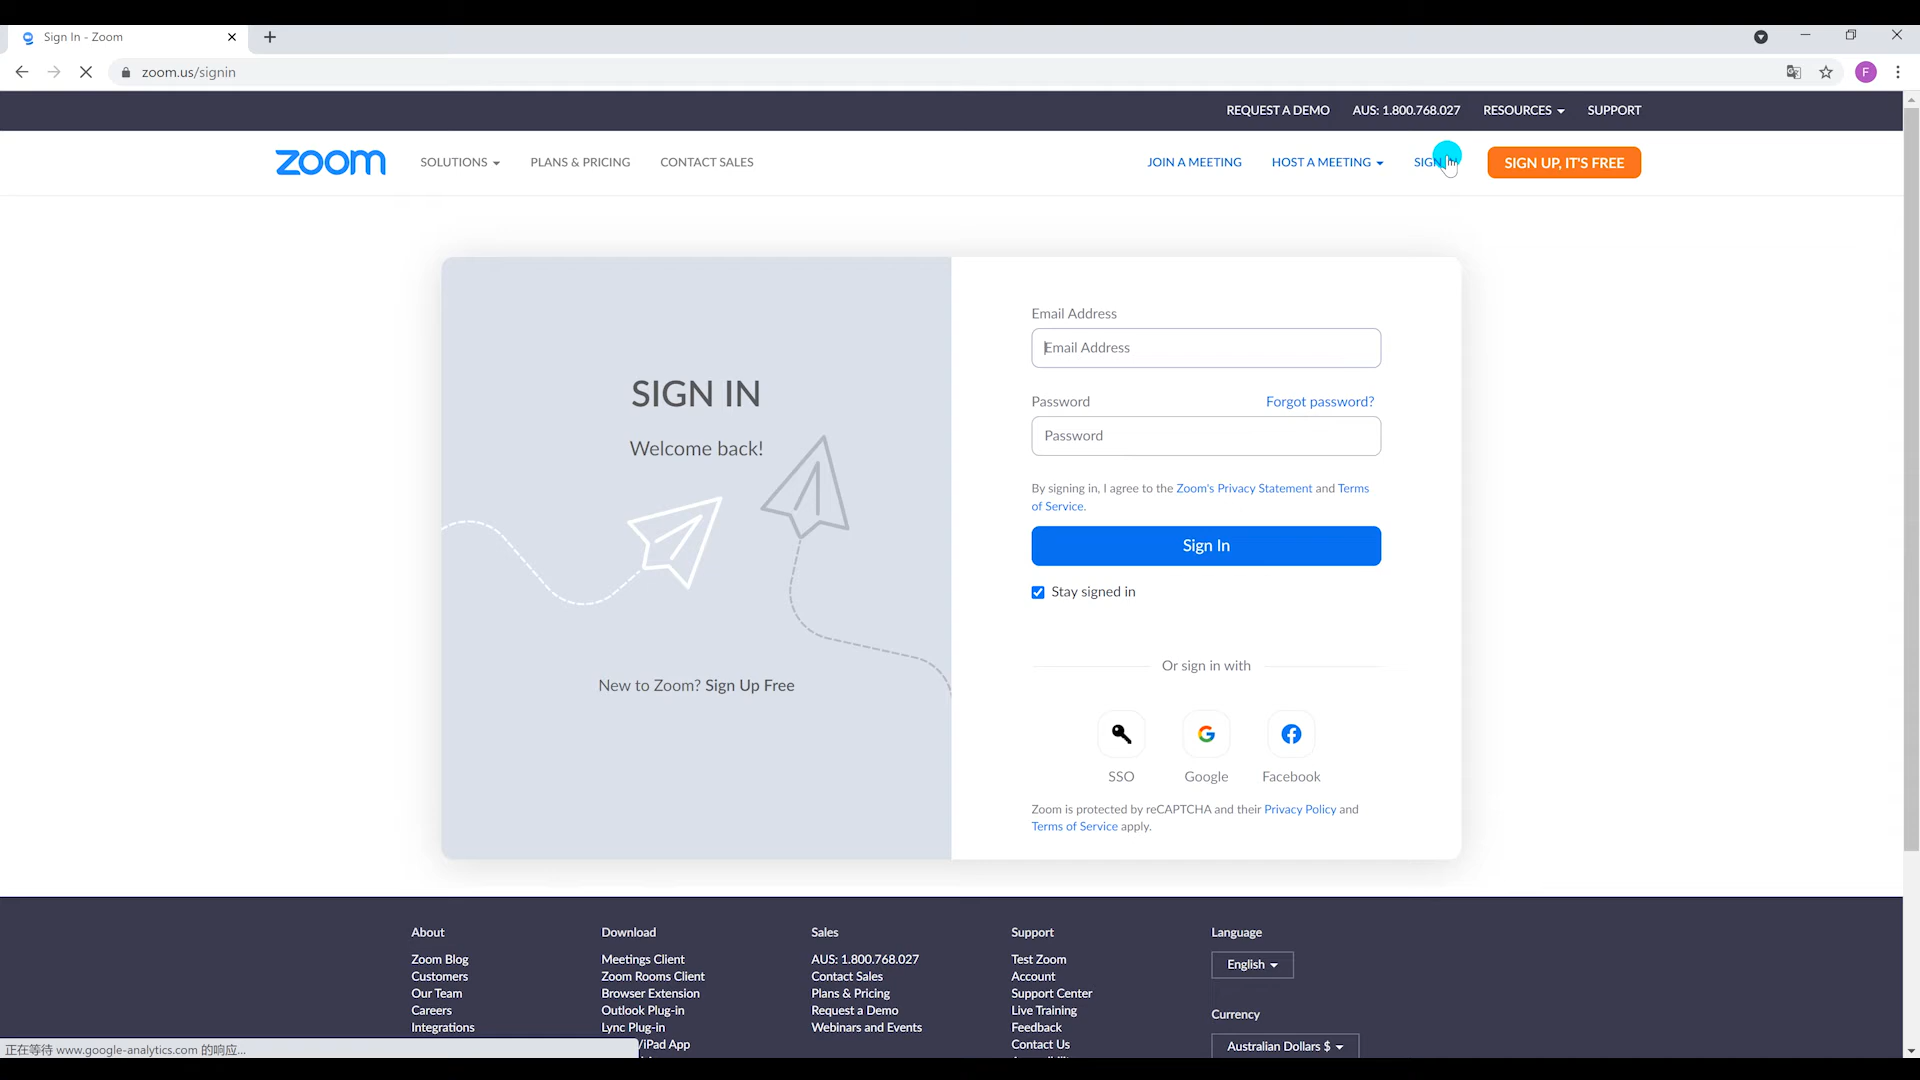 Sign In - Zoom
zoom.us/signin
F
REQUEST A DEMO AUS: 1.800.768.027 RESOURCES SUPPORT
zoom SOLUTIONS PLANS & PRICING CONTACT SALES JOIN A MEETING HOST A MEETING SIGN IN SIGN UP, IT'S FREE
SIGN IN
Welcome back!
New to Zoom? Sign Up Free
Email Address
Email Address
Password Forgot password?
Password
By signing in, I agree to the Zoom's Privacy Statement and Terms
of Service.
Sign In
Stay signed in
Or sign in with
SSO Google Facebook
Zoom is protected by reCAPTCHA and their Privacy Policy and
Terms of Service apply.
About
Zoom Blog
Customers
Our Team
Careers
Integrations
Download
Meetings Client
Zoom Rooms Client
Browser Extension
Outlook Plug-in
Lync Plug-in
/iPad App
Sales
AUS: 1.800.768.027
Contact Sales
Plans & Pricing
Request a Demo
Webinars and Events
Support
Test Zoom
Account
Support Center
Live Training
Feedback
Contact Us
Language
English
Currency
Australian Dollars $
正在等待 www.google-analytics.com 的响应...